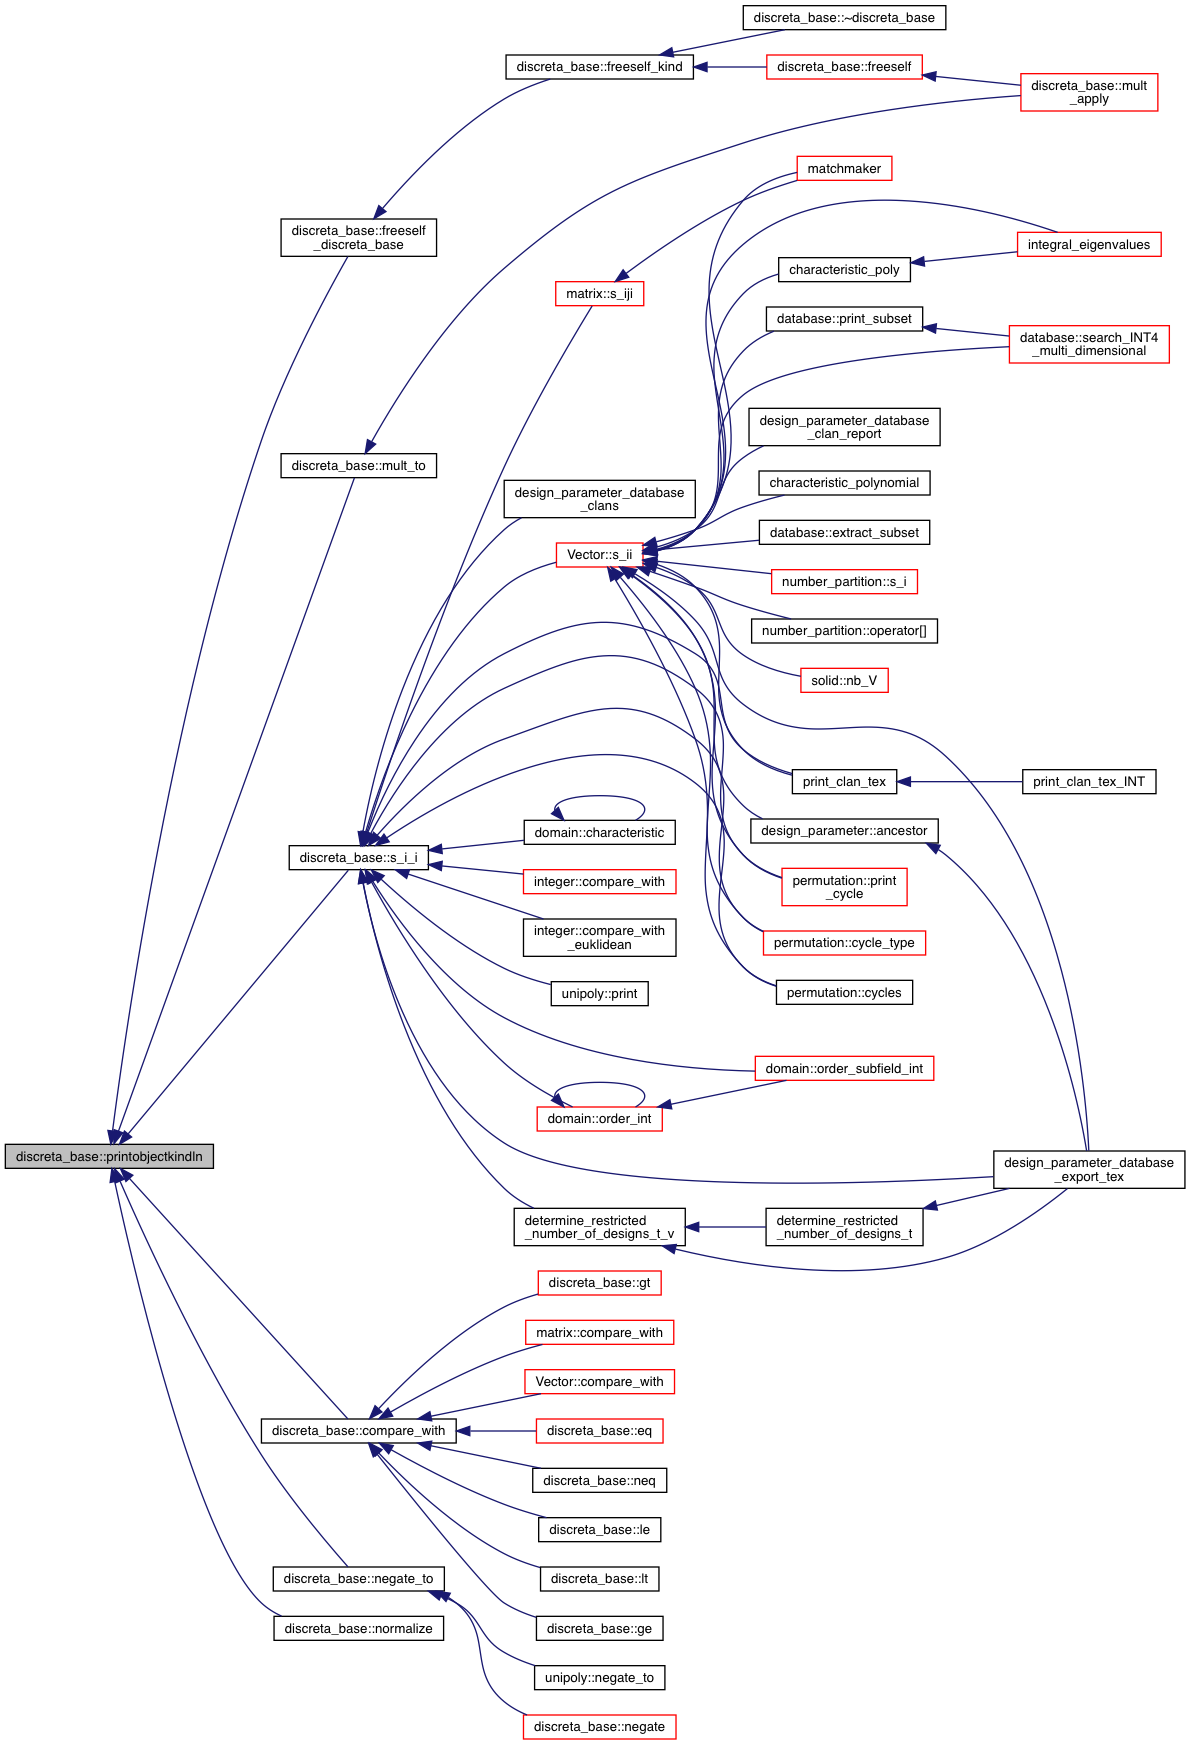 discreta_base::~discreta_base
discreta_base::freeself_kind
discreta_base::freeself
discreta_base::mult
_apply
matchmaker
discreta_base::freeself
_discreta_base
integral_eigenvalues
characteristic_poly
matrix::s_iji
database::print_subset
database::search_INT4
_multi_dimensional
design_parameter_database
_clan_report
discreta_base::mult_to
characteristic_polynomial
design_parameter_database
_clans
database::extract_subset
Vector::s_ii
number_partition::s_i
number_partition::operator[]
solid::nb_V
print_clan_tex
print_clan_tex_INT
domain::characteristic
design_parameter::ancestor
discreta_base::s_i_i
integer::compare_with
permutation::print
_cycle
integer::compare_with
_euklidean
permutation::cycle_type
unipoly::print
permutation::cycles
domain::order_subfield_int
domain::order_int
discreta_base::printobjectkindln
design_parameter_database
_export_tex
determine_restricted
_number_of_designs_t_v
determine_restricted
_number_of_designs_t
discreta_base::gt
matrix::compare_with
Vector::compare_with
discreta_base::compare_with
discreta_base::eq
discreta_base::neq
discreta_base::le
discreta_base::negate_to
discreta_base::lt
discreta_base::normalize
discreta_base::ge
unipoly::negate_to
discreta_base::negate